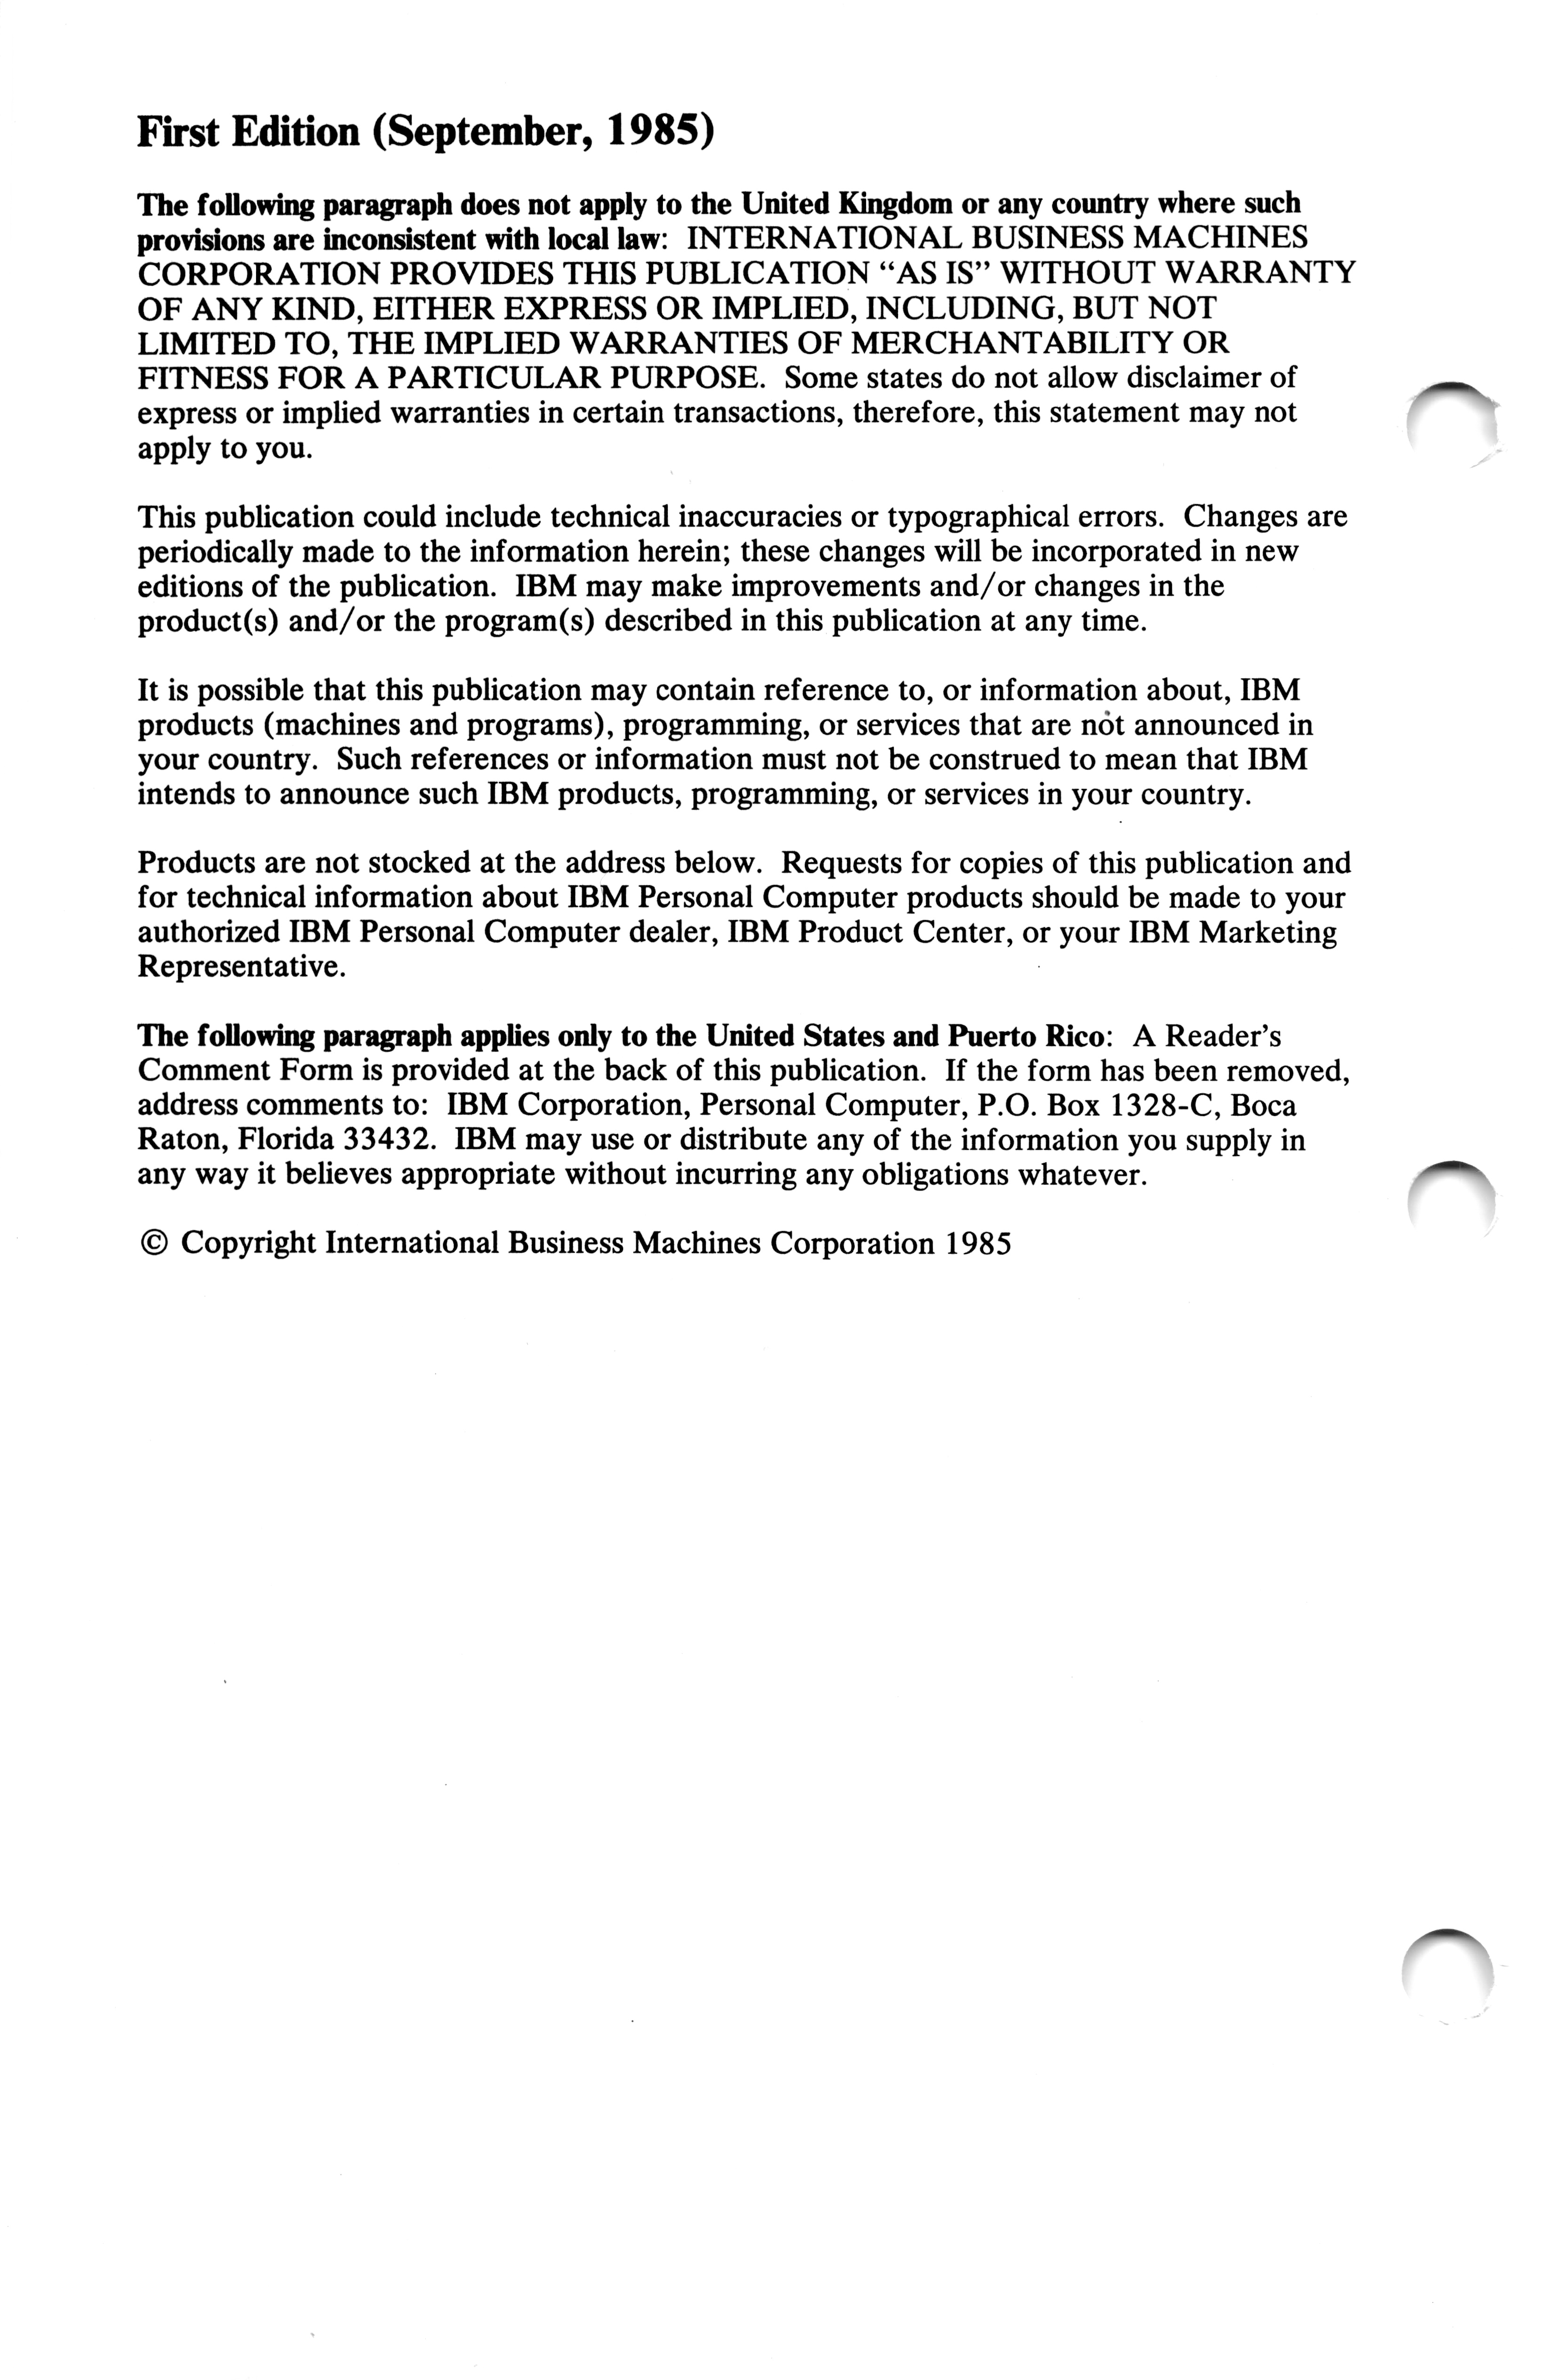 First Edition (September, 1985)
The following paragraph does not apply to the United Kingdom or any country where such
provisions are inconsistent with local law: INTERNATIONAL BUSINESS MACHINES
CORPORATION PROVIDES THIS PUBLICATION “AS IS” WITHOUT WARRANTY
OF ANY KIND, EITHER EXPRESS OR IMPLIED, INCLUDING, BUT NOT
LIMITED TO, THE IMPLIED WARRANTIES OF MERCHANTABILITY OR
FITNESS FOR A PARTICULAR PURPOSE. Some states do not allow disclaimer of
express or implied warranties in certain transactions, therefore, this statement may not
apply to you.
This publication could include technical inaccuracies or typographical errors. Changes are
periodically made to the information herein; these changes will be incorporated in new
editions of the publication. IBM may make improvements and/or changes in the
product(s) and/or the program(s) described in this publication at any time.
It is possible that this publication may contain reference to, or information about, IBM
products (machines and programs), programming, or services that are not announced in
your country. Such references or information must not be construed to mean that IBM
intends to announce such IBM products, programming, or services in your country.
Products are not stocked at the address below. Requests for copies of this publication and
for technical information about IBM Personal Computer products should be made to your
authorized IBM Personal Computer dealer, IBM Product Center, or your IBM Marketing
Representative.
The following paragraph applies only to the United States and Puerto Rico: A Reader’s
Comment Form is provided at the back of this publication. If the form has been removed,
address comments to: IBM Corporation, Personal Computer, P.O. Box 1328-C, Boca
Raton, Florida 33432. IBM may use or distribute any of the information you supply in
any way it believes appropriate without incurring any obligations whatever.
© Copyright International Business Machines Corporation 1985